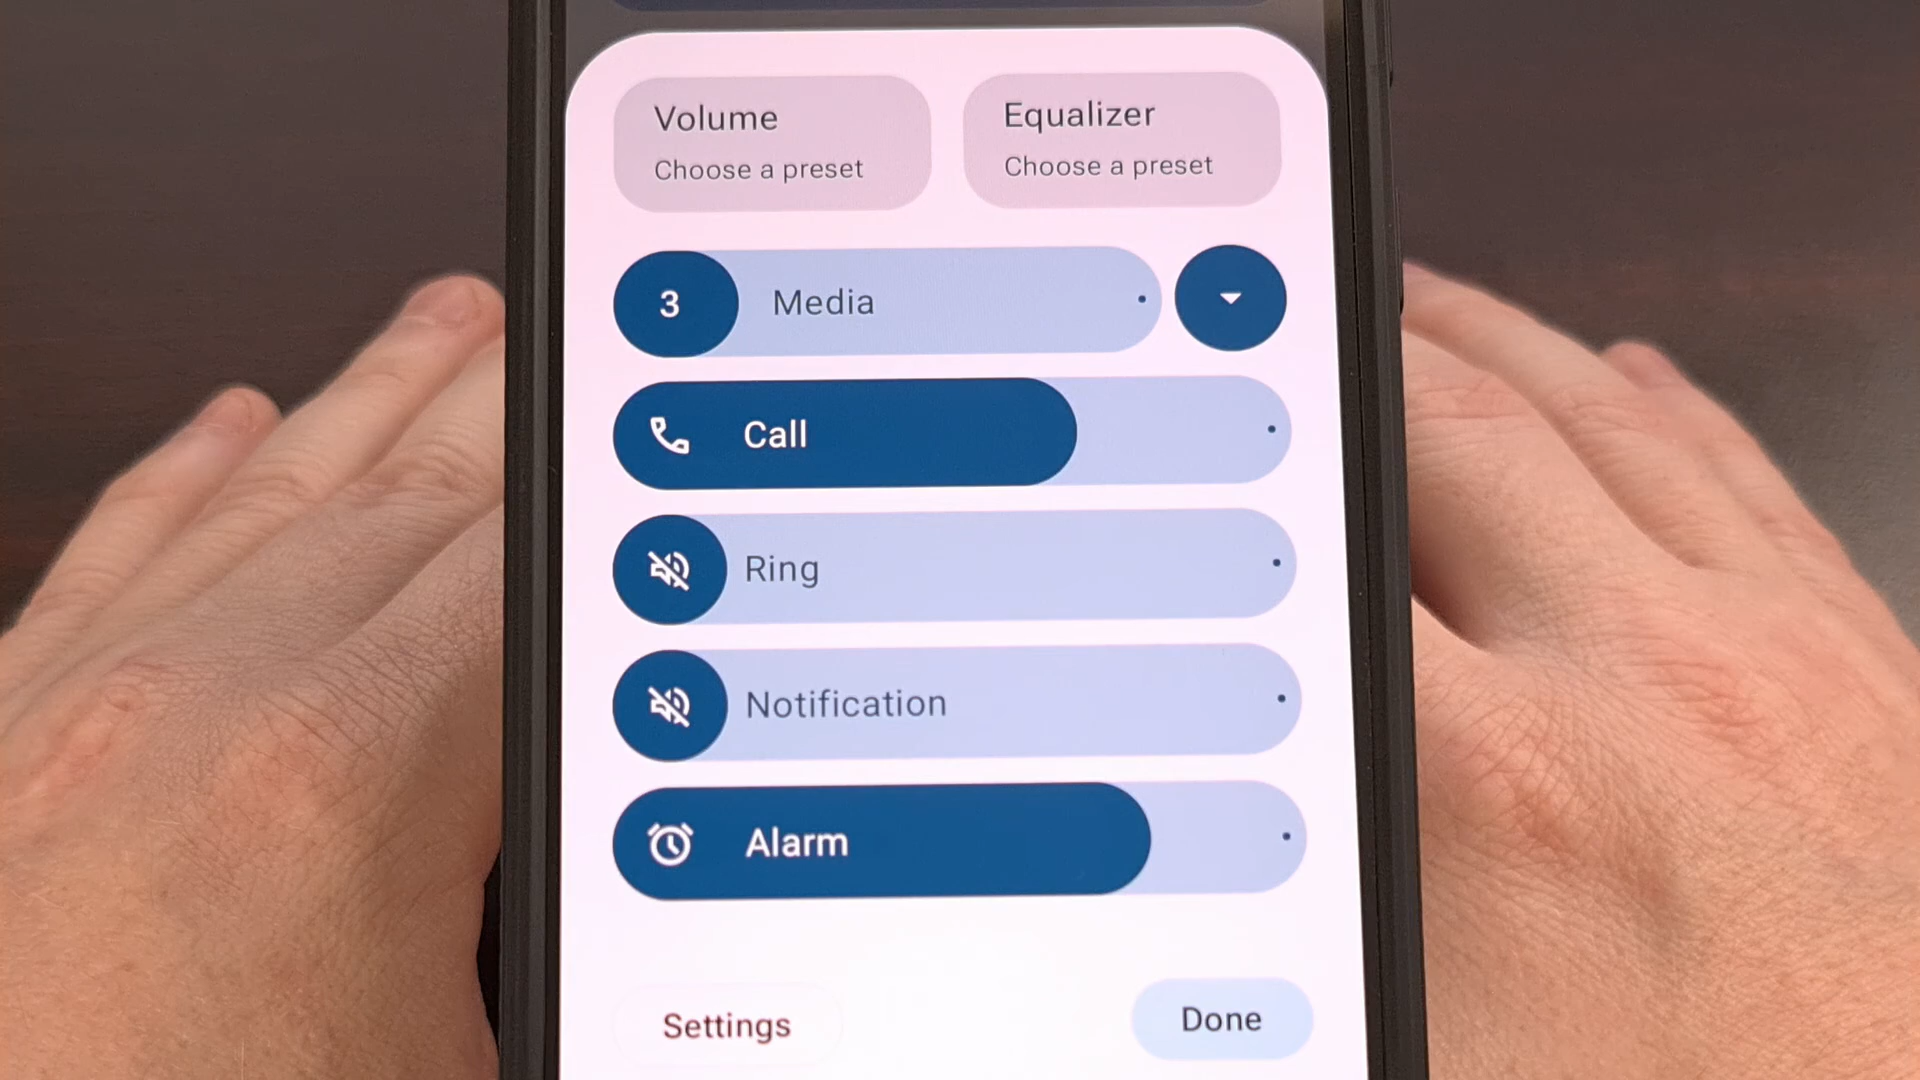 Volume
Choose a preset
Equalizer
Choose a preset
3 Media
Call
Ring
Notification
Alarm
Settings
Done